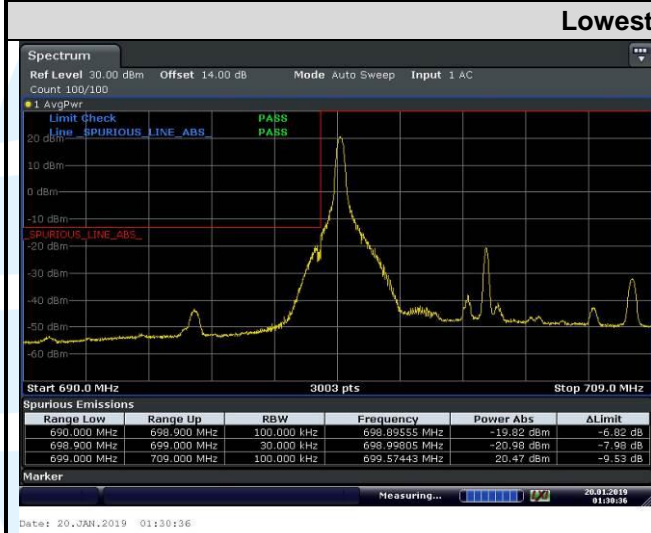 Lowest
Spectrum
Ref Level 30.00 dBm Offset 14.00 dB Mode Auto Sweep Input 1 AC
Count 100/100
1 AvgPwr
Limit Check PASS
Line _SPURIOUS_LINE_ABS_ PASS
20 dBm
10 dBm
0 dBm
-10 dBm
_SPURIOUS_LINE_ABS_
-20 dBm
-30 dBm
-40 dBm
-50 dBm
-60 dBm
Start 690.0 MHz 3003 pts Stop 709.0 MHz
Spurious Emissions
Range Low Range Up RBW Frequency Power Abs ΔLimit
690.000 MHz 698.900 MHz 100.000 kHz 698.89555 MHz -19.82 dBm -6.82 dB
698.900 MHz 699.000 MHz 30.000 kHz 698.99805 MHz -20.98 dBm -7.98 dB
699.000 MHz 709.000 MHz 100.000 kHz 699.57443 MHz 20.47 dBm -9.53 dB
Marker
Measuring... 20.01.2019
01:30:36
Date: 20.JAN.2019 01:30:36